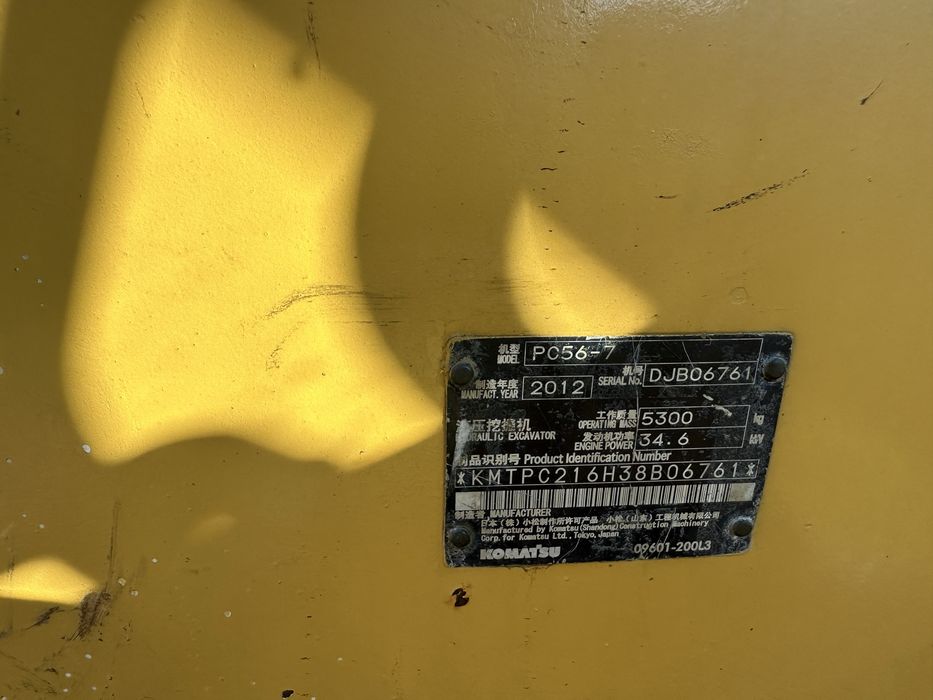 机型 MODEL PC56-7
机号 SERIAL No. DJB06761
制造年度 MANUFACT. YEAR 2012
工作质量 OPERATING MASS 5300 kg
压挖掘机 HYDRAULIC EXCAVATOR
发动机功率 ENGINE POWER 34.6 kW
品识别号 Product Identification Number
*KMTPC216H38B06761*
制造者 MANUFACTURER
日本（株）小松制作所许可产品 小松（山东）工程机械有限公司
Manufactured by Komatsu(Shandong)Construction Machinery
Corp. for Komatsu Ltd., Tokyo, Japan
KOMATSU 09601-200L3